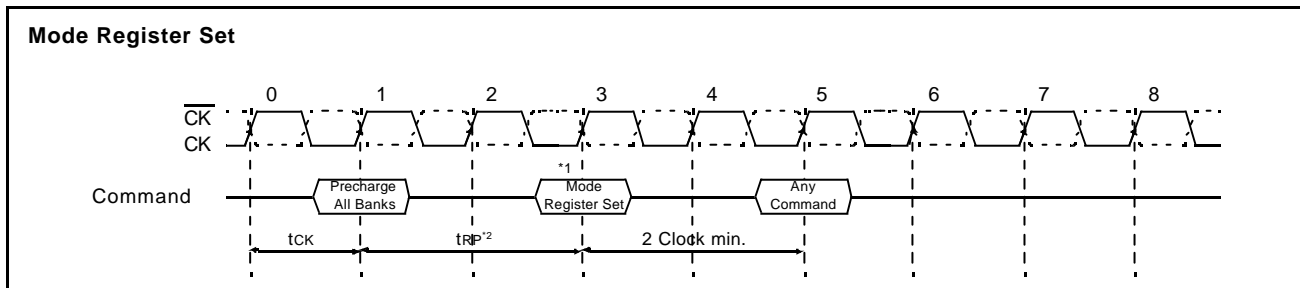 Mode Register Set
0 1 2 3 4 5 6 7 8
CK
CK
*1
Command
Precharge
All Banks
Mode
Register Set
Any
Command
tCK
tRP*2
2 Clock min.